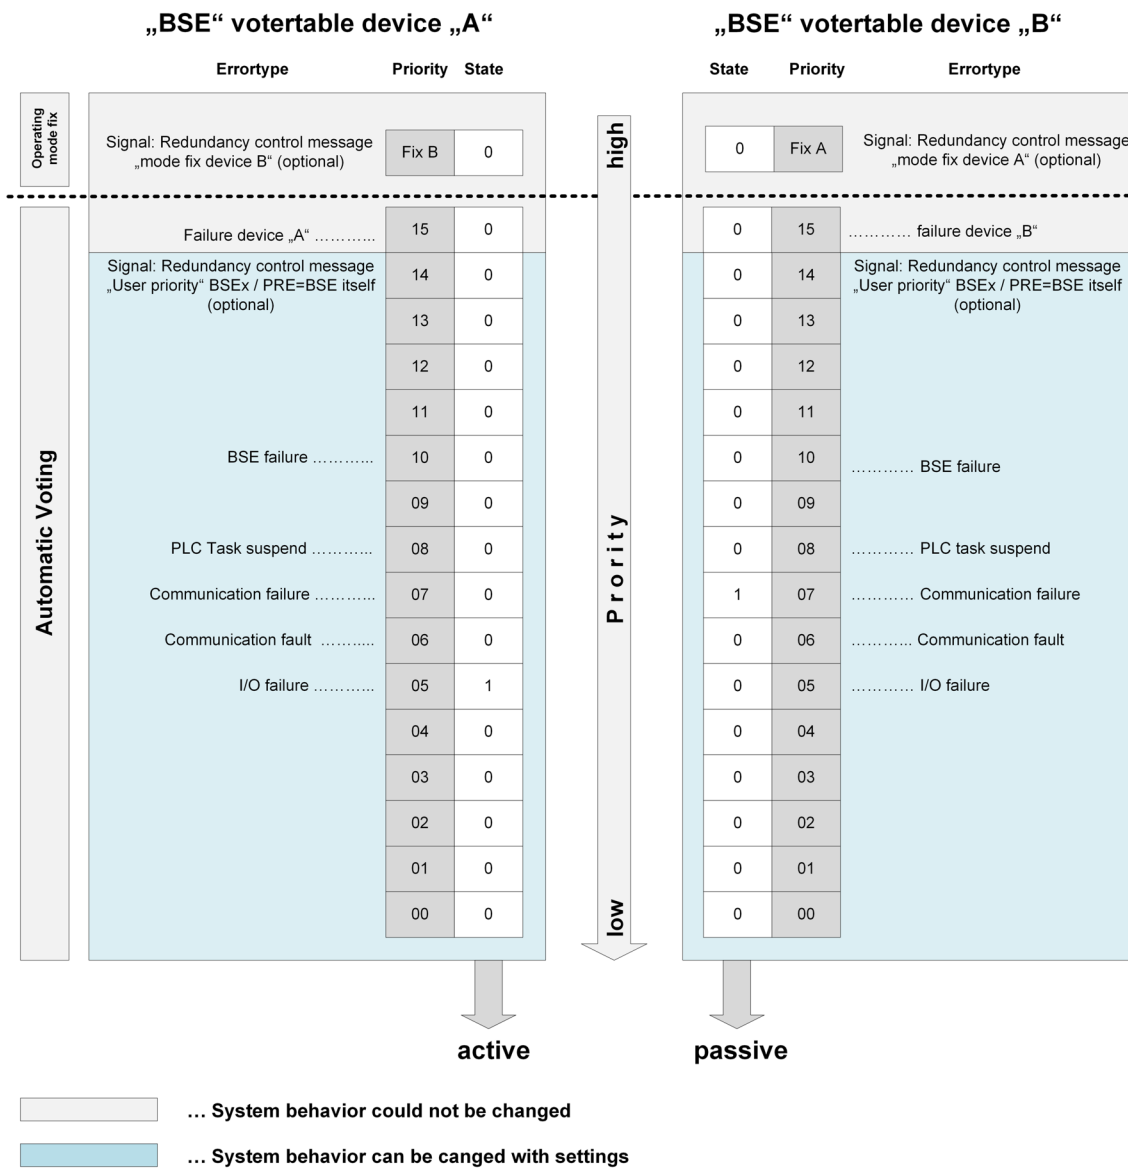 „BSE“ votertable device „A“
„BSE“ votertable device „B“
Errortype Priority State
State Priority Errortype
Operating
mode fix
Signal: Redundancy control message
„mode fix device B“ (optional)
Fix B 0
high
0 Fix A
Signal: Redundancy control message
„mode fix device A“ (optional)
Automatic Voting
Failure device „A“ ………... 15 0
Signal: Redundancy control message
„User priority“ BSEx / PRE=BSE itself
(optional)
14 0
13 0
12 0
11 0
BSE failure ………... 10 0
09 0
PLC Task suspend ………... 08 0
Communication failure ………... 07 0
Communication fault ……..... 06 0
I/O failure ………... 05 1
04 0
03 0
02 0
01 0
00 0
Prority
low
0 15 ………… failure device „B“
0 14
Signal: Redundancy control message
„User priority“ BSEx / PRE=BSE itself
(optional)
0 13
0 12
0 11
0 10 ………… BSE failure
0 09
0 08 ………… PLC task suspend
1 07 ………… Communication failure
0 06 ………... Communication fault
0 05 ………… I/O failure
0 04
0 03
0 02
0 01
0 00
active
passive
… System behavior could not be changed
… System behavior can be canged with settings